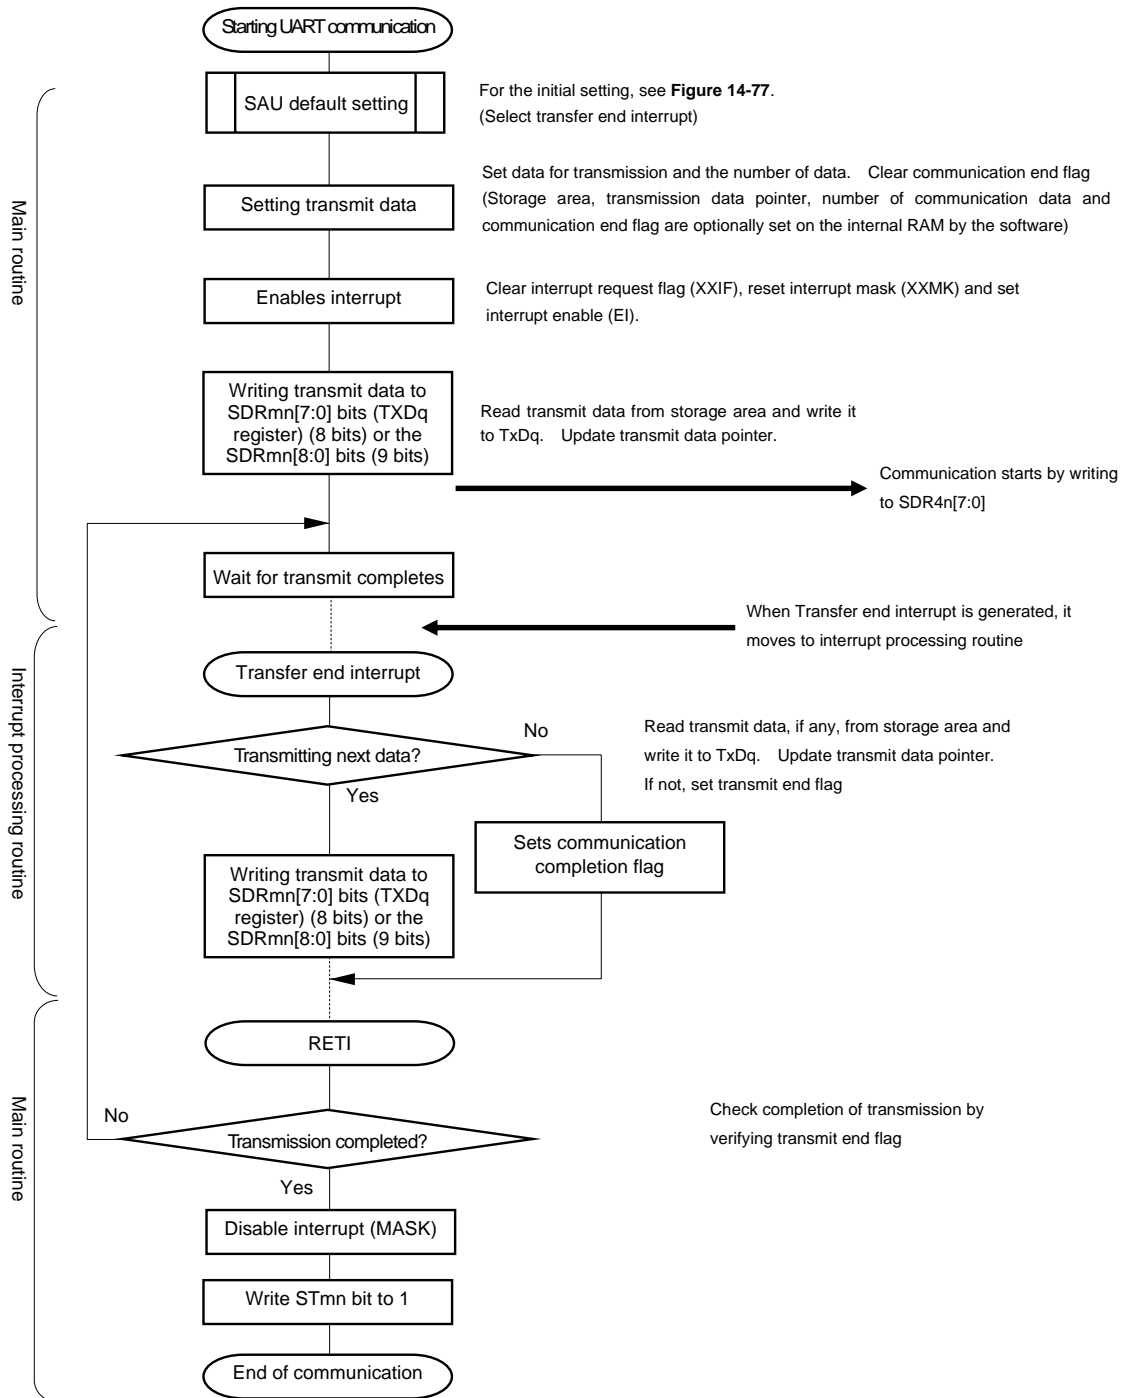 Starting UART communication
SAU default setting
For the initial setting, see Figure 14-77.
(Select transfer end interrupt)
Main routine
Setting transmit data
Set data for transmission and the number of data. Clear communication end flag
(Storage area, transmission data pointer, number of communication data and
communication end flag are optionally set on the internal RAM by the software)
Enables interrupt
Clear interrupt request flag (XXIF), reset interrupt mask (XXMK) and set
interrupt enable (EI).
Writing transmit data to
SDRmn[7:0] bits (TXDq
register) (8 bits) or the
SDRmn[8:0] bits (9 bits)
Read transmit data from storage area and write it
to TxDq. Update transmit data pointer.
Communication starts by writing
to SDR4n[7:0]
Wait for transmit completes
When Transfer end interrupt is generated, it
moves to interrupt processing routine
Interrupt processing routine
Transfer end interrupt
Transmitting next data?
No
Yes
Read transmit data, if any, from storage area and
write it to TxDq. Update transmit data pointer.
If not, set transmit end flag
Sets communication
completion flag
Writing transmit data to
SDRmn[7:0] bits (TXDq
register) (8 bits) or the
SDRmn[8:0] bits (9 bits)
RETI
Main routine
No
Transmission completed?
Check completion of transmission by
verifying transmit end flag
Yes
Disable interrupt (MASK)
Write STmn bit to 1
End of communication